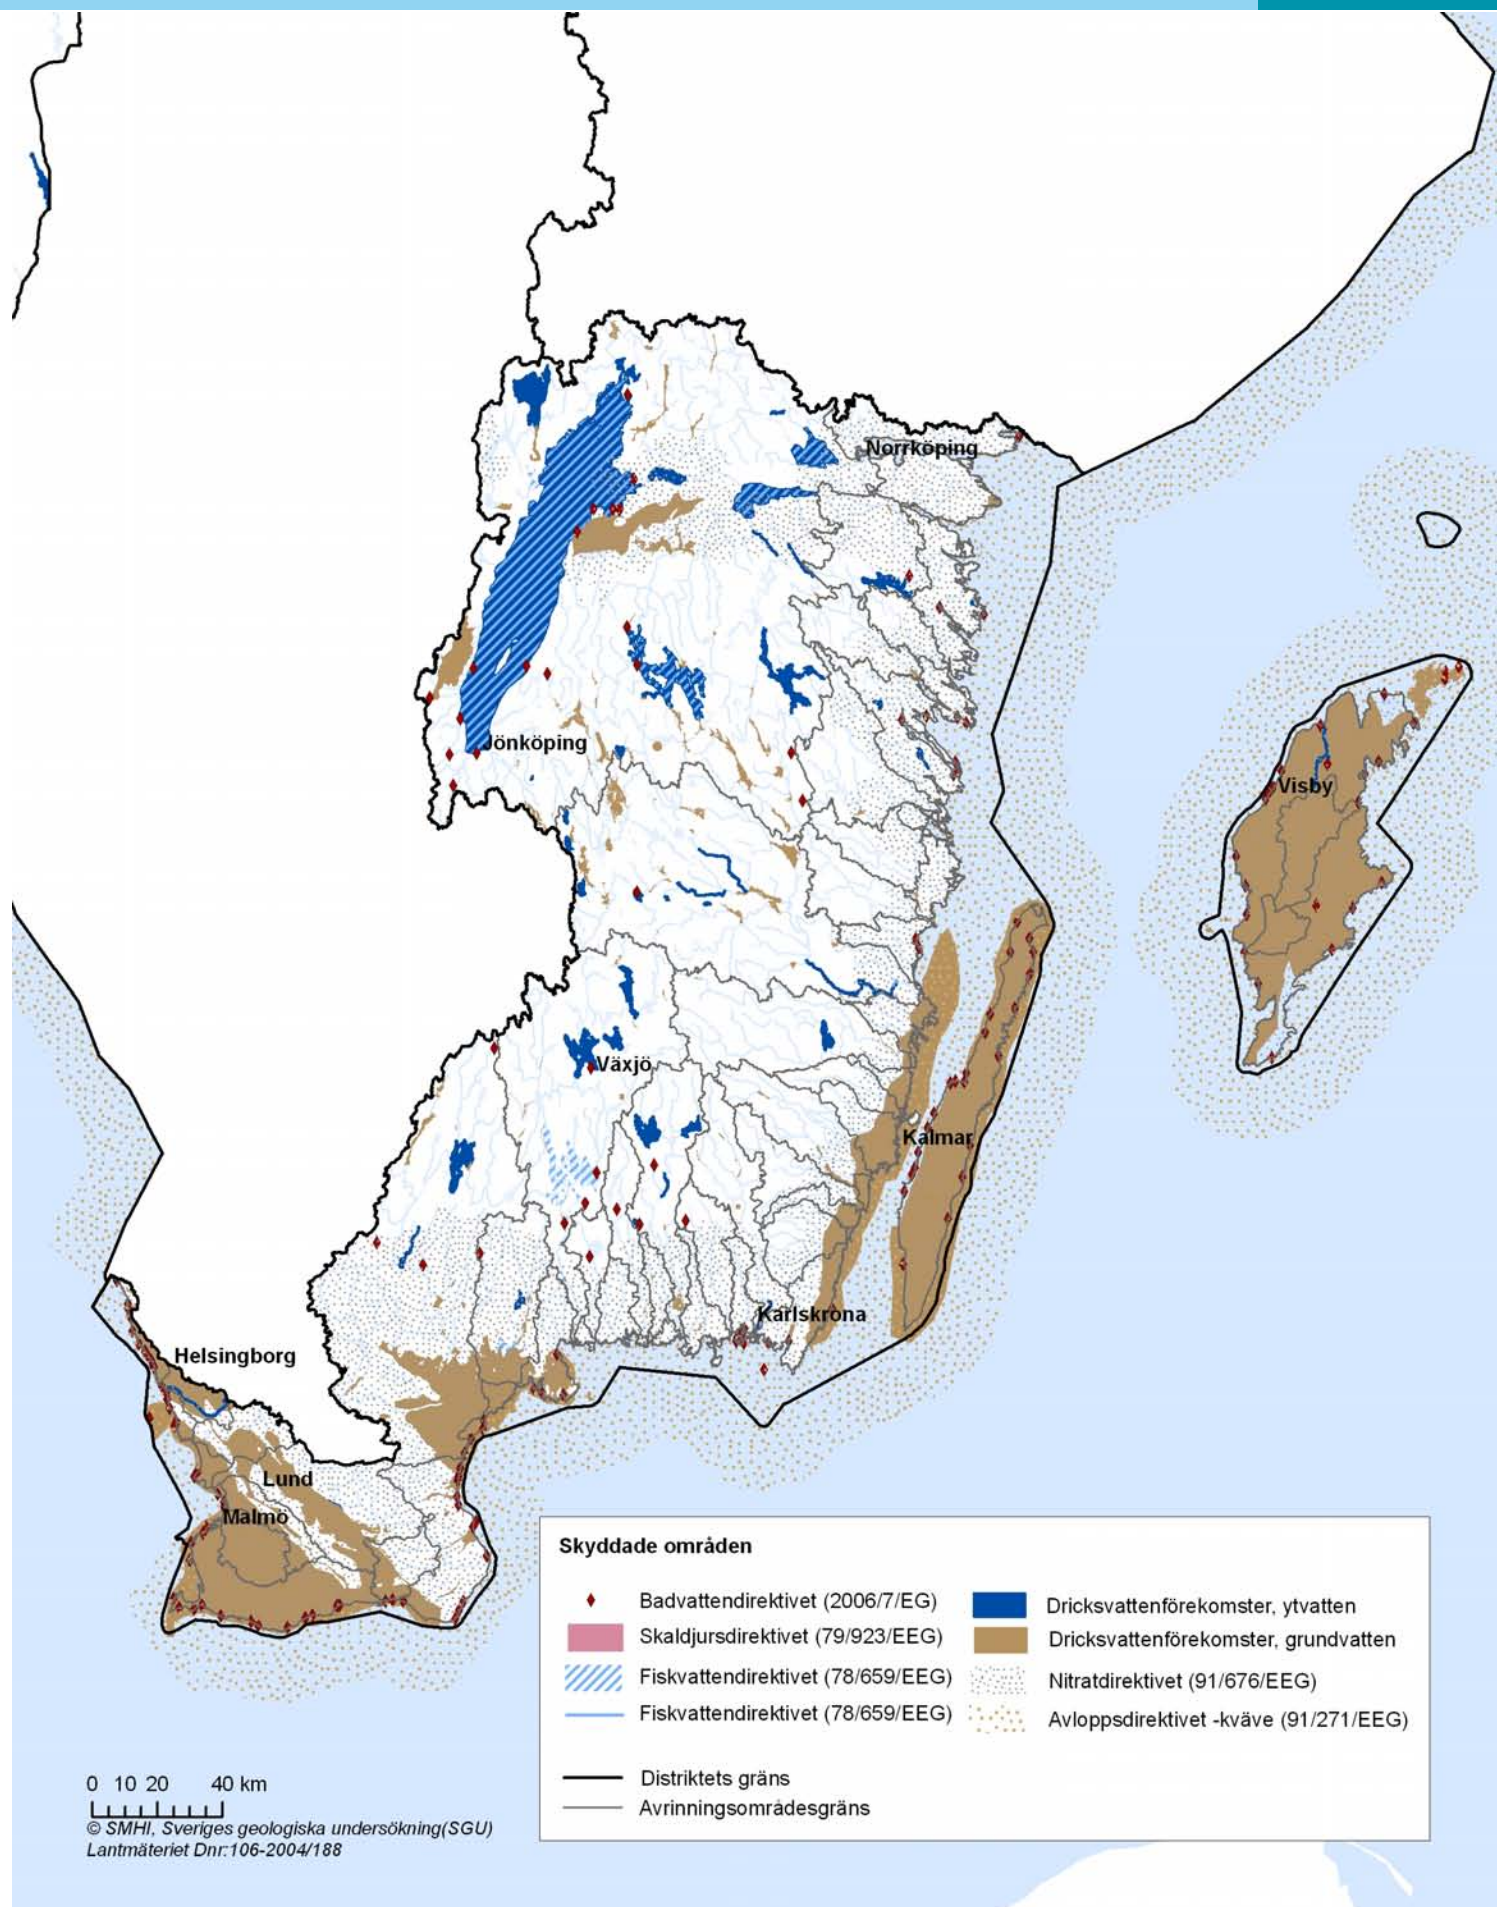 Norrköping
Jönköping
Visby
Växjö
Kalmar
Karlskrona
Helsingborg
Lund
Malmö
Skyddade områden
Badvattendirektivet (2006/7/EG)
Skaldjursdirektivet (79/923/EEG)
Fiskvattendirektivet (78/659/EEG)
Fiskvattendirektivet (78/659/EEG)
Distriktets gräns
Avrinningsområdesgräns
Dricksvattenförekomster, ytvatten
Dricksvattenförekomster, grundvatten
Nitratdirektivet (91/676/EEG)
Avloppsdirektivet -kväve (91/271/EEG)
0 10 20 40 km
© SMHI, Sveriges geologiska undersökning(SGU)
Lantmäteriet Dnr:106-2004/188